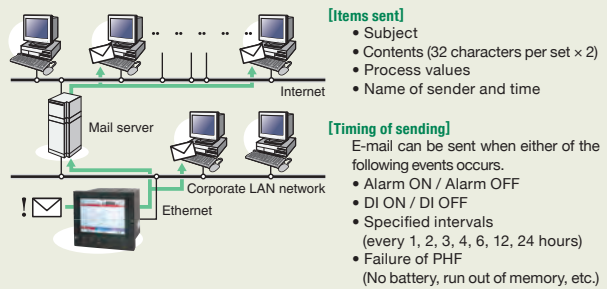 [Items sent]
• Subject
• Contents (32 characters per set × 2)
• Process values
• Name of sender and time
Internet
Mail server
[Timing of sending]
E-mail can be sent when either of the
following events occurs.
• Alarm ON / Alarm OFF
• DI ON / DI OFF
• Specified intervals
(every 1, 2, 3, 4, 6, 12, 24 hours)
• Failure of PHF
(No battery, run out of memory, etc.)
Corporate LAN network
!
Ethernet